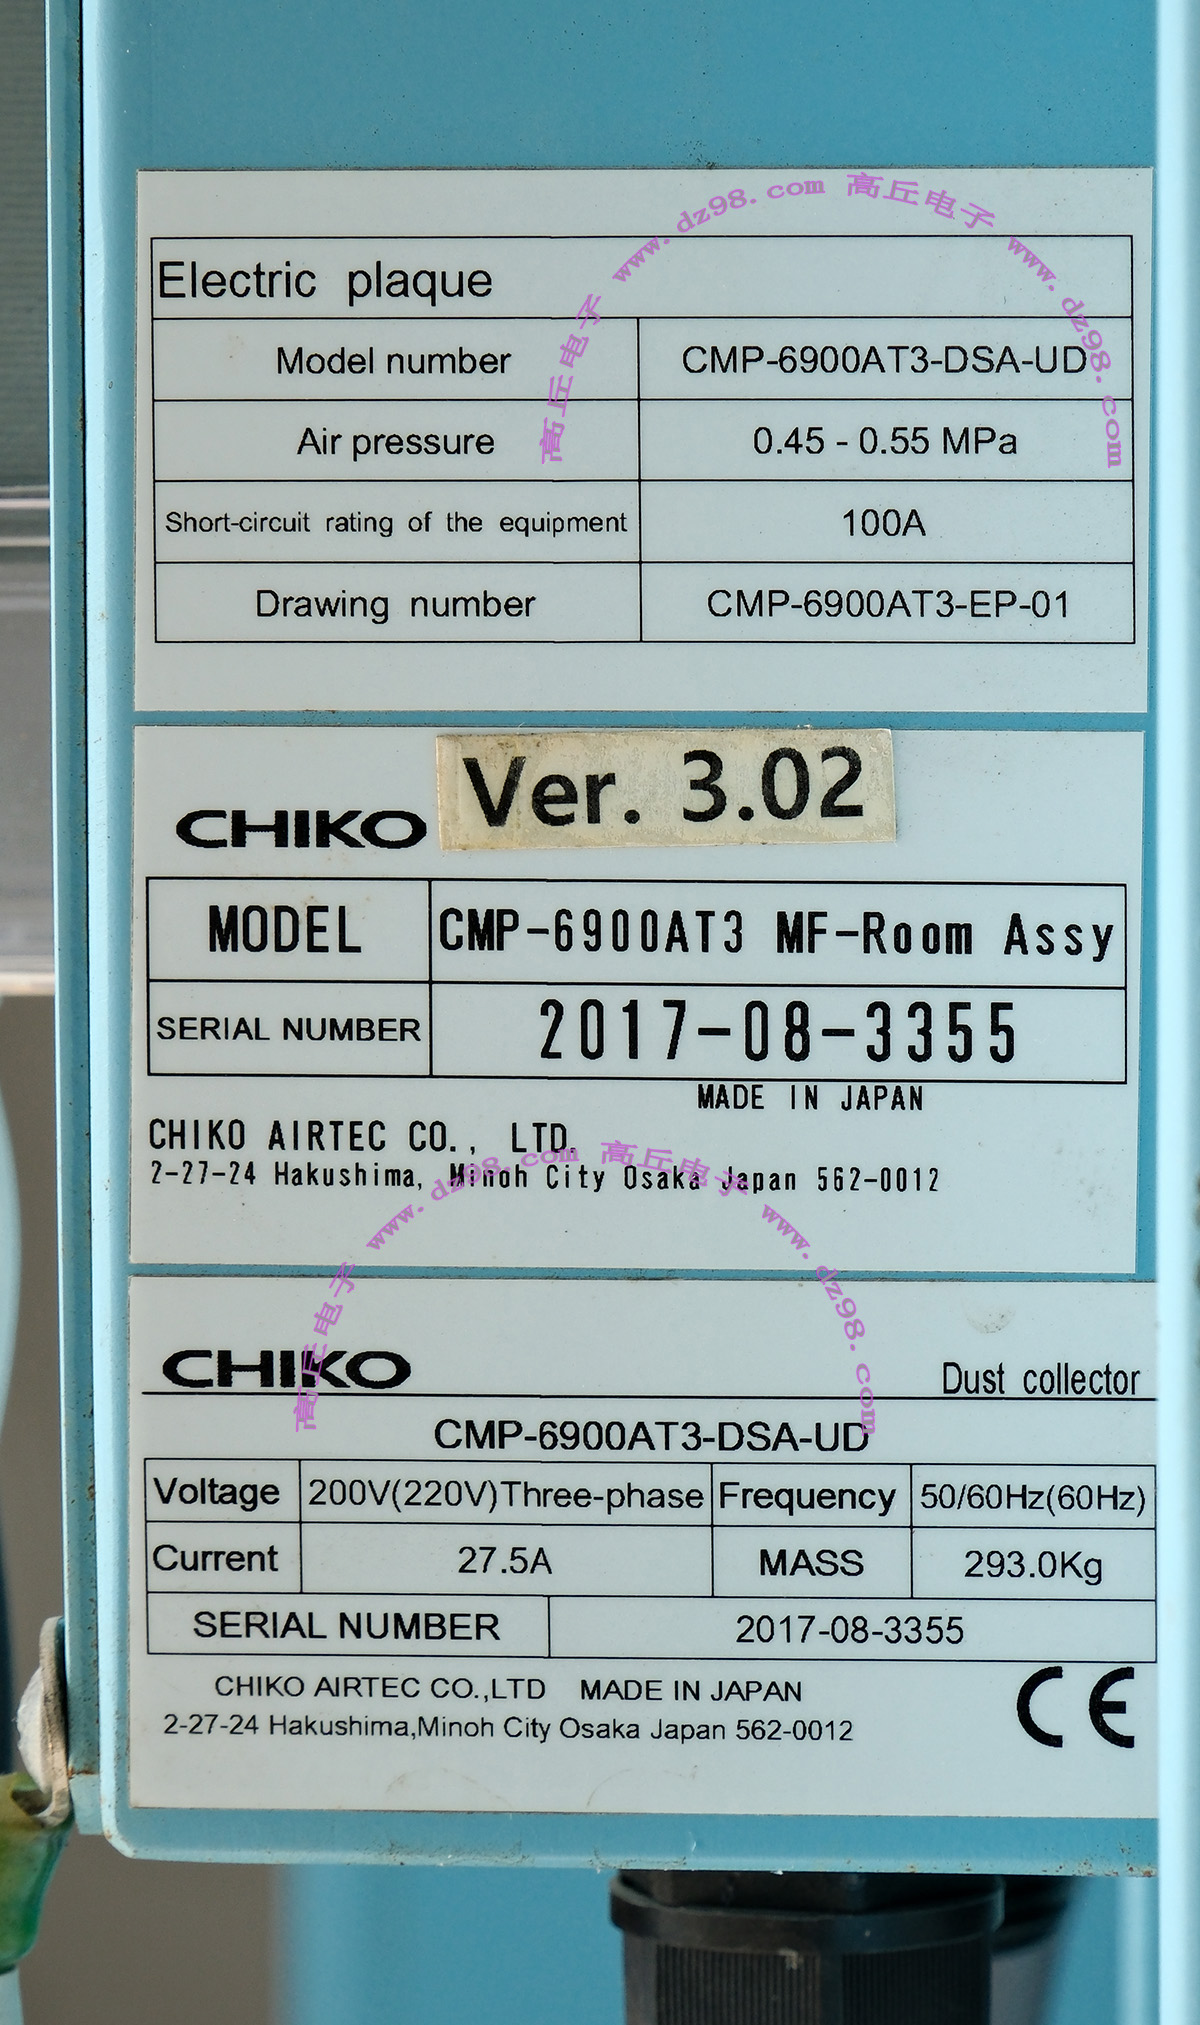 Electric plaque
Model number CMP-6900AT3-DSA-UD
Air pressure 0.45 - 0.55 MPa
Short-circuit rating of the equipment 100A
Drawing number CMP-6900AT3-EP-01
高丘电子 www.dz98.com 高丘电子 www.dz98.com
CHIKO Ver. 3.02
MODEL CMP-6900AT3 MF-Room Assy
SERIAL NUMBER 2017-08-3355
MADE IN JAPAN
CHIKO AIRTEC CO., LTD.
2-27-24 Hakushima, Minoh City Osaka Japan 562-0012
高丘电子 www.dz98.com 高丘电子 www.dz98.com
CHIKO Dust collector
CMP-6900AT3-DSA-UD
Voltage 200V(220V)Three-phase Frequency 50/60Hz(60Hz)
Current 27.5A MASS 293.0Kg
SERIAL NUMBER 2017-08-3355
CHIKO AIRTEC CO.,LTD MADE IN JAPAN
2-27-24 Hakushima,Minoh City Osaka Japan 562-0012
CE